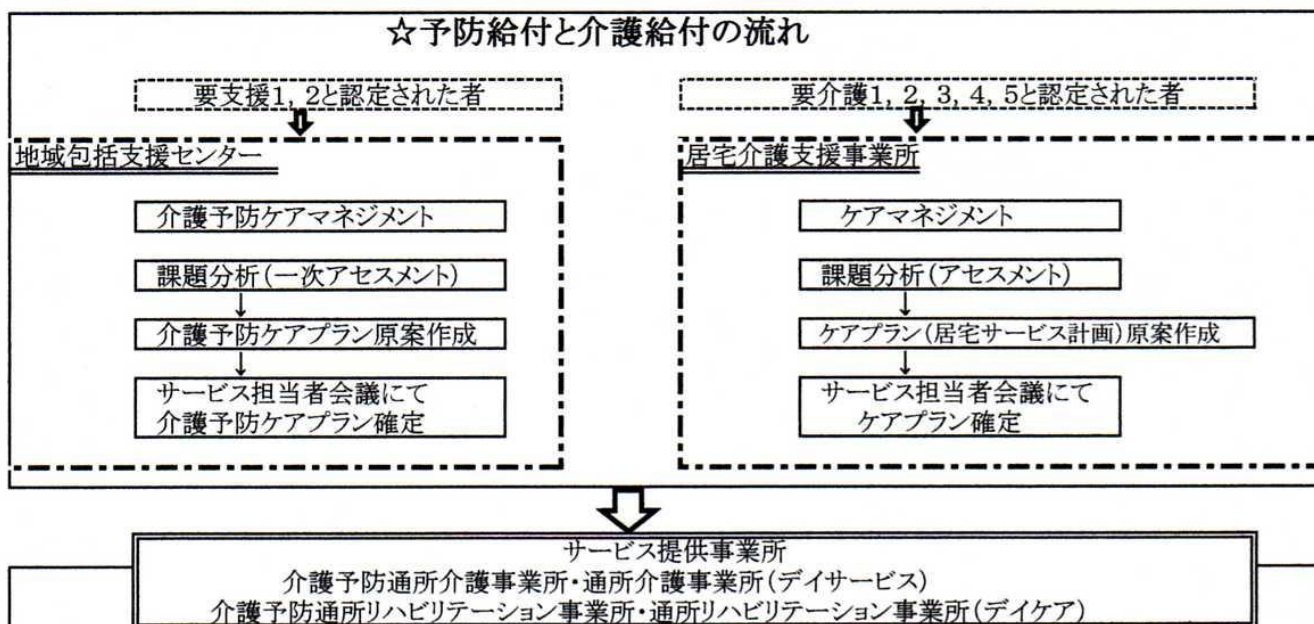 ☆予防給付と介護給付の流れ
要支援1, 2と認定された者
要介護1, 2, 3, 4, 5と認定された者
地域包括支援センター
介護予防ケアマネジメント
課題分析(一次アセスメント)
↓
介護予防ケアプラン原案作成
↓
サービス担当者会議にて
介護予防ケアプラン確定
居宅介護支援事業所
ケアマネジメント
課題分析(アセスメント)
↓
ケアプラン(居宅サービス計画)原案作成
↓
サービス担当者会議にて
ケアプラン確定
サービス提供事業所
介護予防通所介護事業所・通所介護事業所(デイサービス)
介護予防通所リハビリテーション事業所・通所リハビリテーション事業所(デイケア)